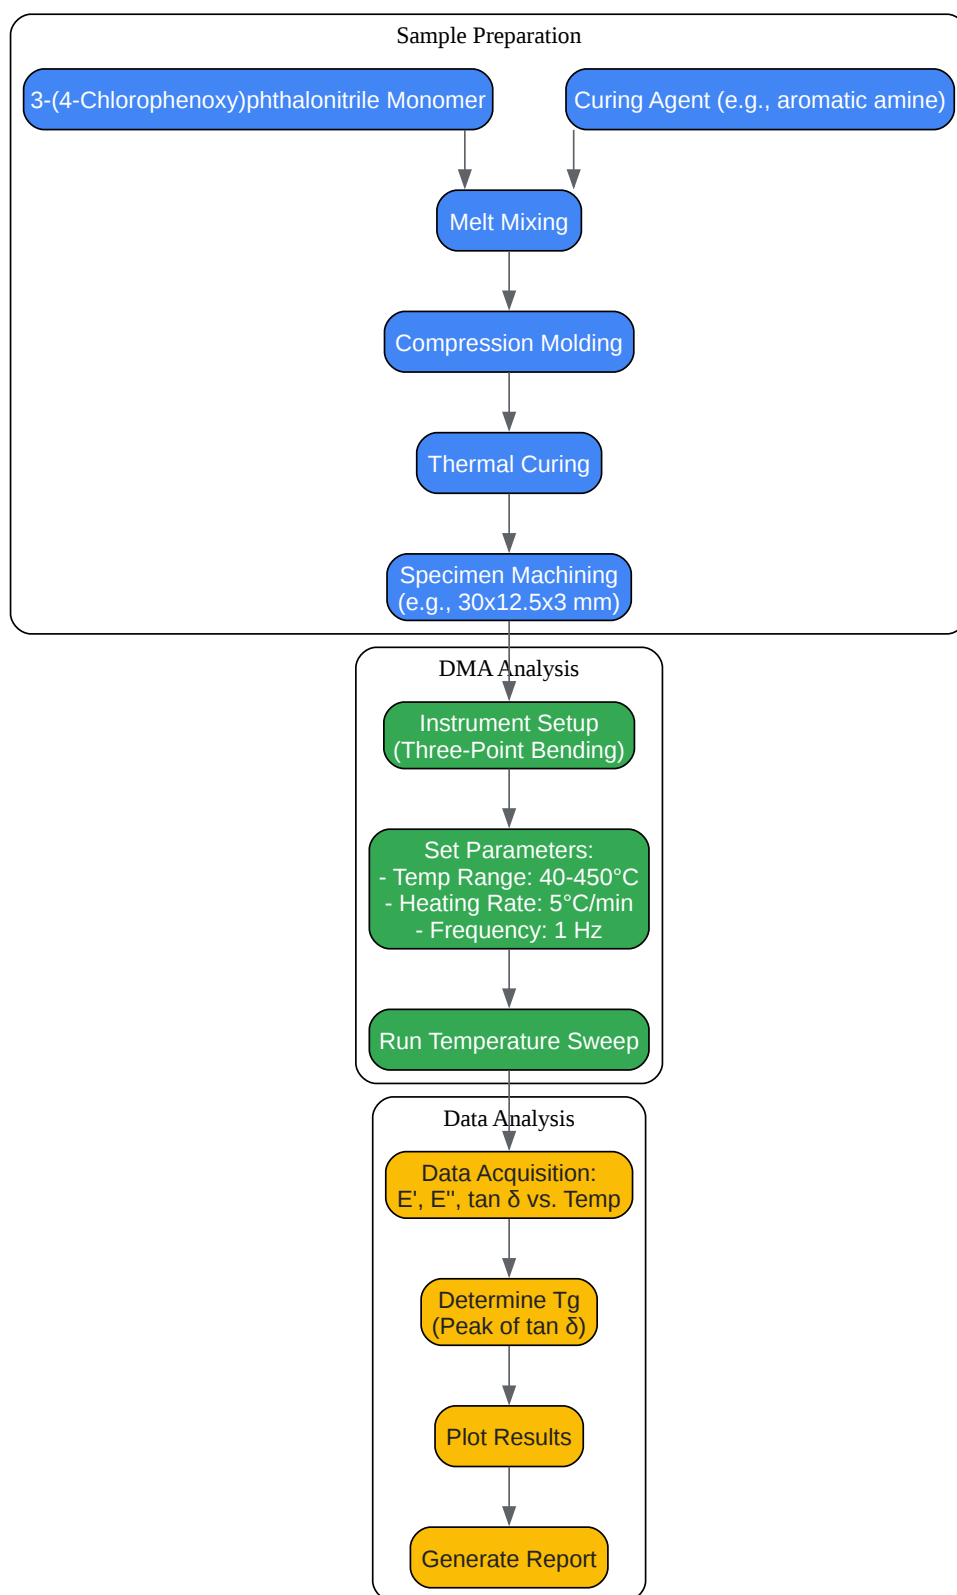 Sample Preparation
3-(4-Chlorophenoxy)phthalonitrile Monomer
Curing Agent (e.g., aromatic amine)
Melt Mixing
Compression Molding
Thermal Curing
Specimen Machining
(e.g., 30x12.5x3 mm)
DMA Analysis
Instrument Setup
(Three-Point Bending)
Set Parameters:
- Temp Range: 40-450°C
- Heating Rate: 5°C/min
- Frequency: 1 Hz
Run Temperature Sweep
Data Analysis
Data Acquisition:
E', E'', tan δ vs. Temp
Determine Tg
(Peak of tan δ)
Plot Results
Generate Report